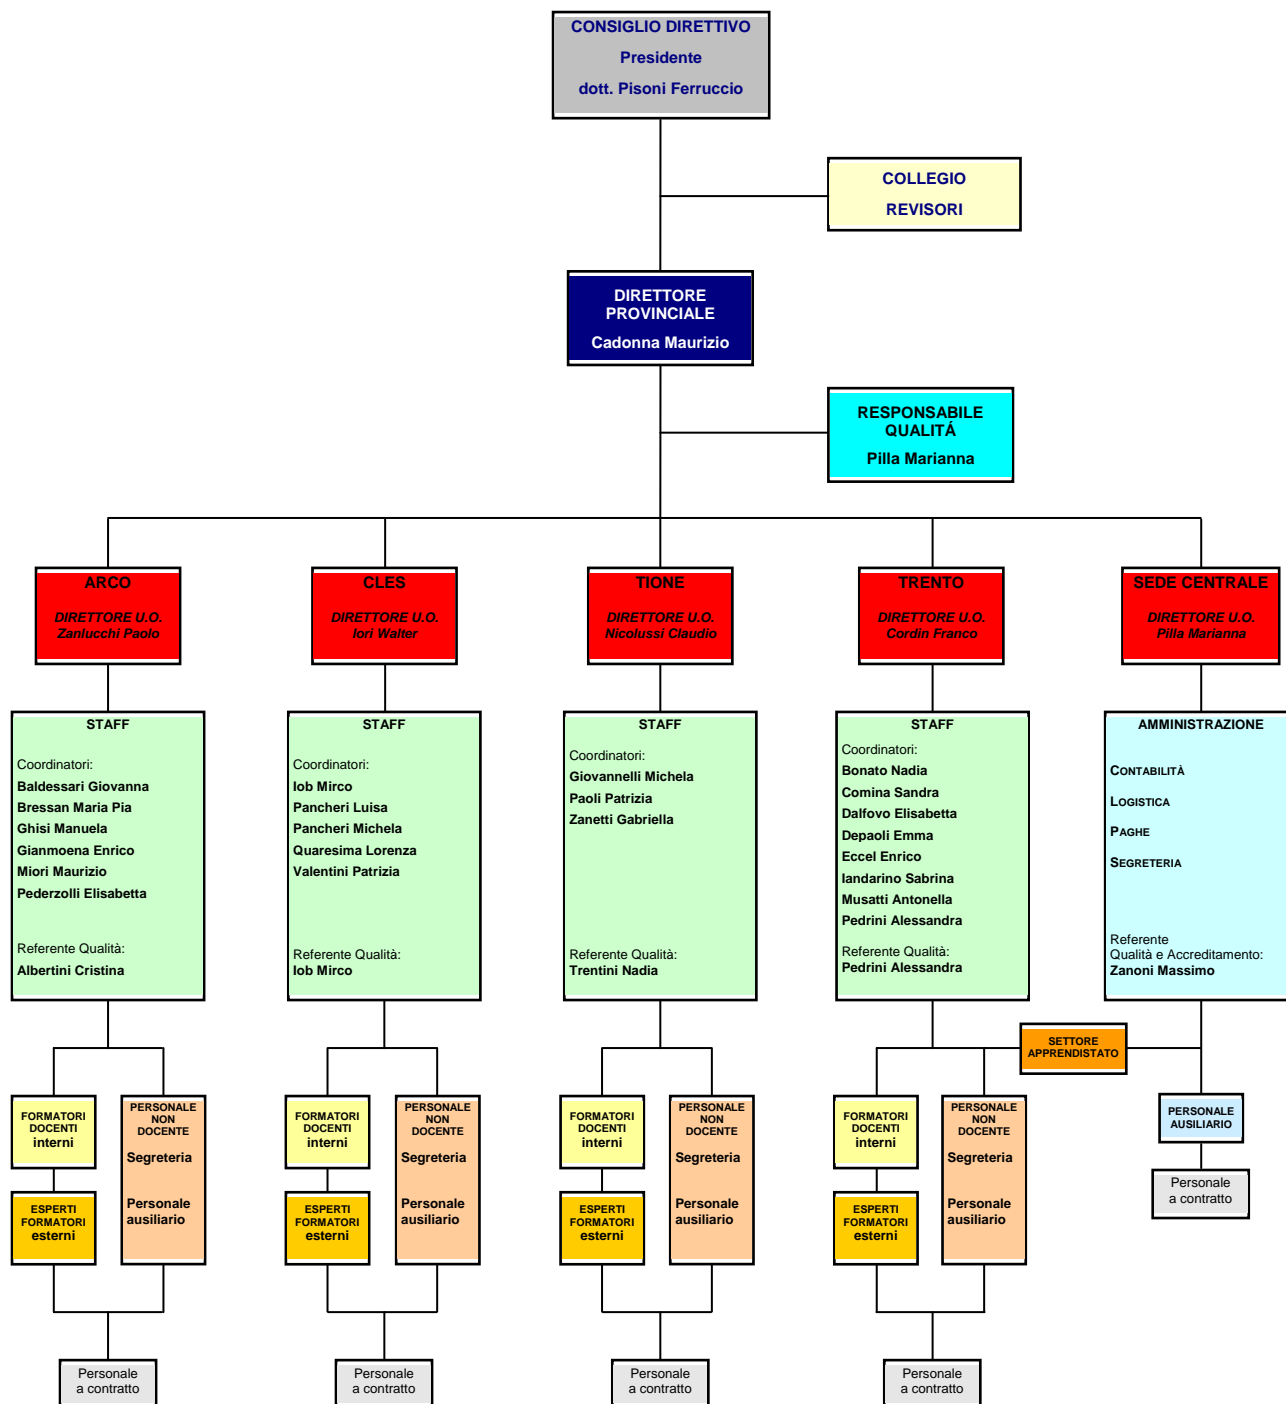 CONSIGLIO DIRETTIVO
Presidente
dott. Pisoni Ferruccio
COLLEGIO
REVISORI
DIRETTORE
PROVINCIALE
Cadonna Maurizio
RESPONSABILE
QUALITÁ
Pilla Marianna
ARCO
DIRETTORE U.O.
Zanlucchi Paolo
CLES
DIRETTORE U.O.
Iori Walter
TIONE
DIRETTORE U.O.
Nicolussi Claudio
TRENTO
DIRETTORE U.O.
Cordin Franco
SEDE CENTRALE
DIRETTORE U.O.
Pilla Marianna
STAFF
Coordinatori:
Baldessari Giovanna
Bressan Maria Pia
Ghisi Manuela
Gianmoena Enrico
Miori Maurizio
Pederzolli Elisabetta
Referente Qualità:
Albertini Cristina
STAFF
Coordinatori:
Iob Mirco
Pancheri Luisa
Pancheri Michela
Quaresima Lorenza
Valentini Patrizia
Referente Qualità:
Iob Mirco
STAFF
Coordinatori:
Giovannelli Michela
Paoli Patrizia
Zanetti Gabriella
Referente Qualità:
Trentini Nadia
STAFF
Coordinatori:
Bonato Nadia
Comina Sandra
Dalfovo Elisabetta
Depaoli Emma
Eccel Enrico
Iandarino Sabrina
Musatti Antonella
Pedrini Alessandra
Referente Qualità:
Pedrini Alessandra
AMMINISTRAZIONE
CONTABILITÀ
LOGISTICA
PAGHE
SEGRETERIA
Referente
Qualità e Accreditamento:
Zanoni Massimo
SETTORE
APPRENDISTATO
FORMATORI
DOCENTI
interni
PERSONALE
NON
DOCENTE
Segreteria
Personale
ausiliario
ESPERTI
FORMATORI
esterni
FORMATORI
DOCENTI
interni
PERSONALE
NON
DOCENTE
Segreteria
Personale
ausiliario
ESPERTI
FORMATORI
esterni
FORMATORI
DOCENTI
interni
PERSONALE
NON
DOCENTE
Segreteria
Personale
ausiliario
ESPERTI
FORMATORI
esterni
FORMATORI
DOCENTI
interni
PERSONALE
NON
DOCENTE
Segreteria
Personale
ausiliario
ESPERTI
FORMATORI
esterni
PERSONALE
AUSILIARIO
Personale
a contratto
Personale
a contratto
Personale
a contratto
Personale
a contratto
Personale
a contratto